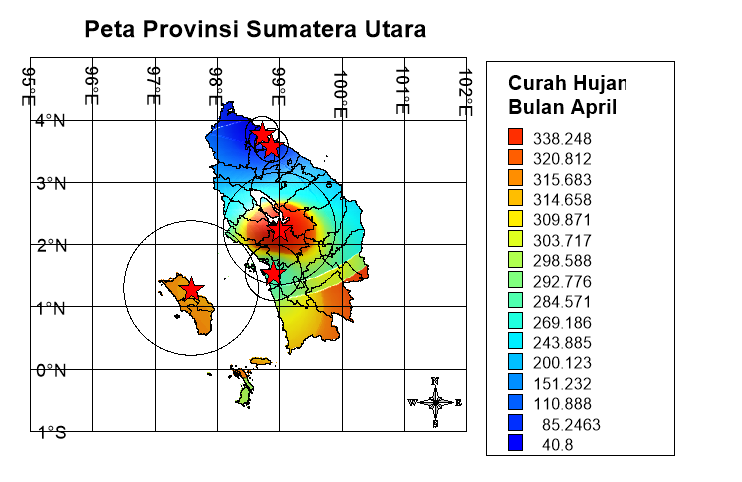 Peta Provinsi Sumatera Utara
95°E 96°E 97°E 98°E 99°E 100°E 101°E 102°E
4°N
3°N
2°N
1°N
0°N
1°S
N
W E
S
Curah Hujan
Bulan April
338.248
320.812
315.683
314.658
309.871
303.717
298.588
292.776
284.571
269.186
243.885
200.123
151.232
110.888
85.2463
40.8